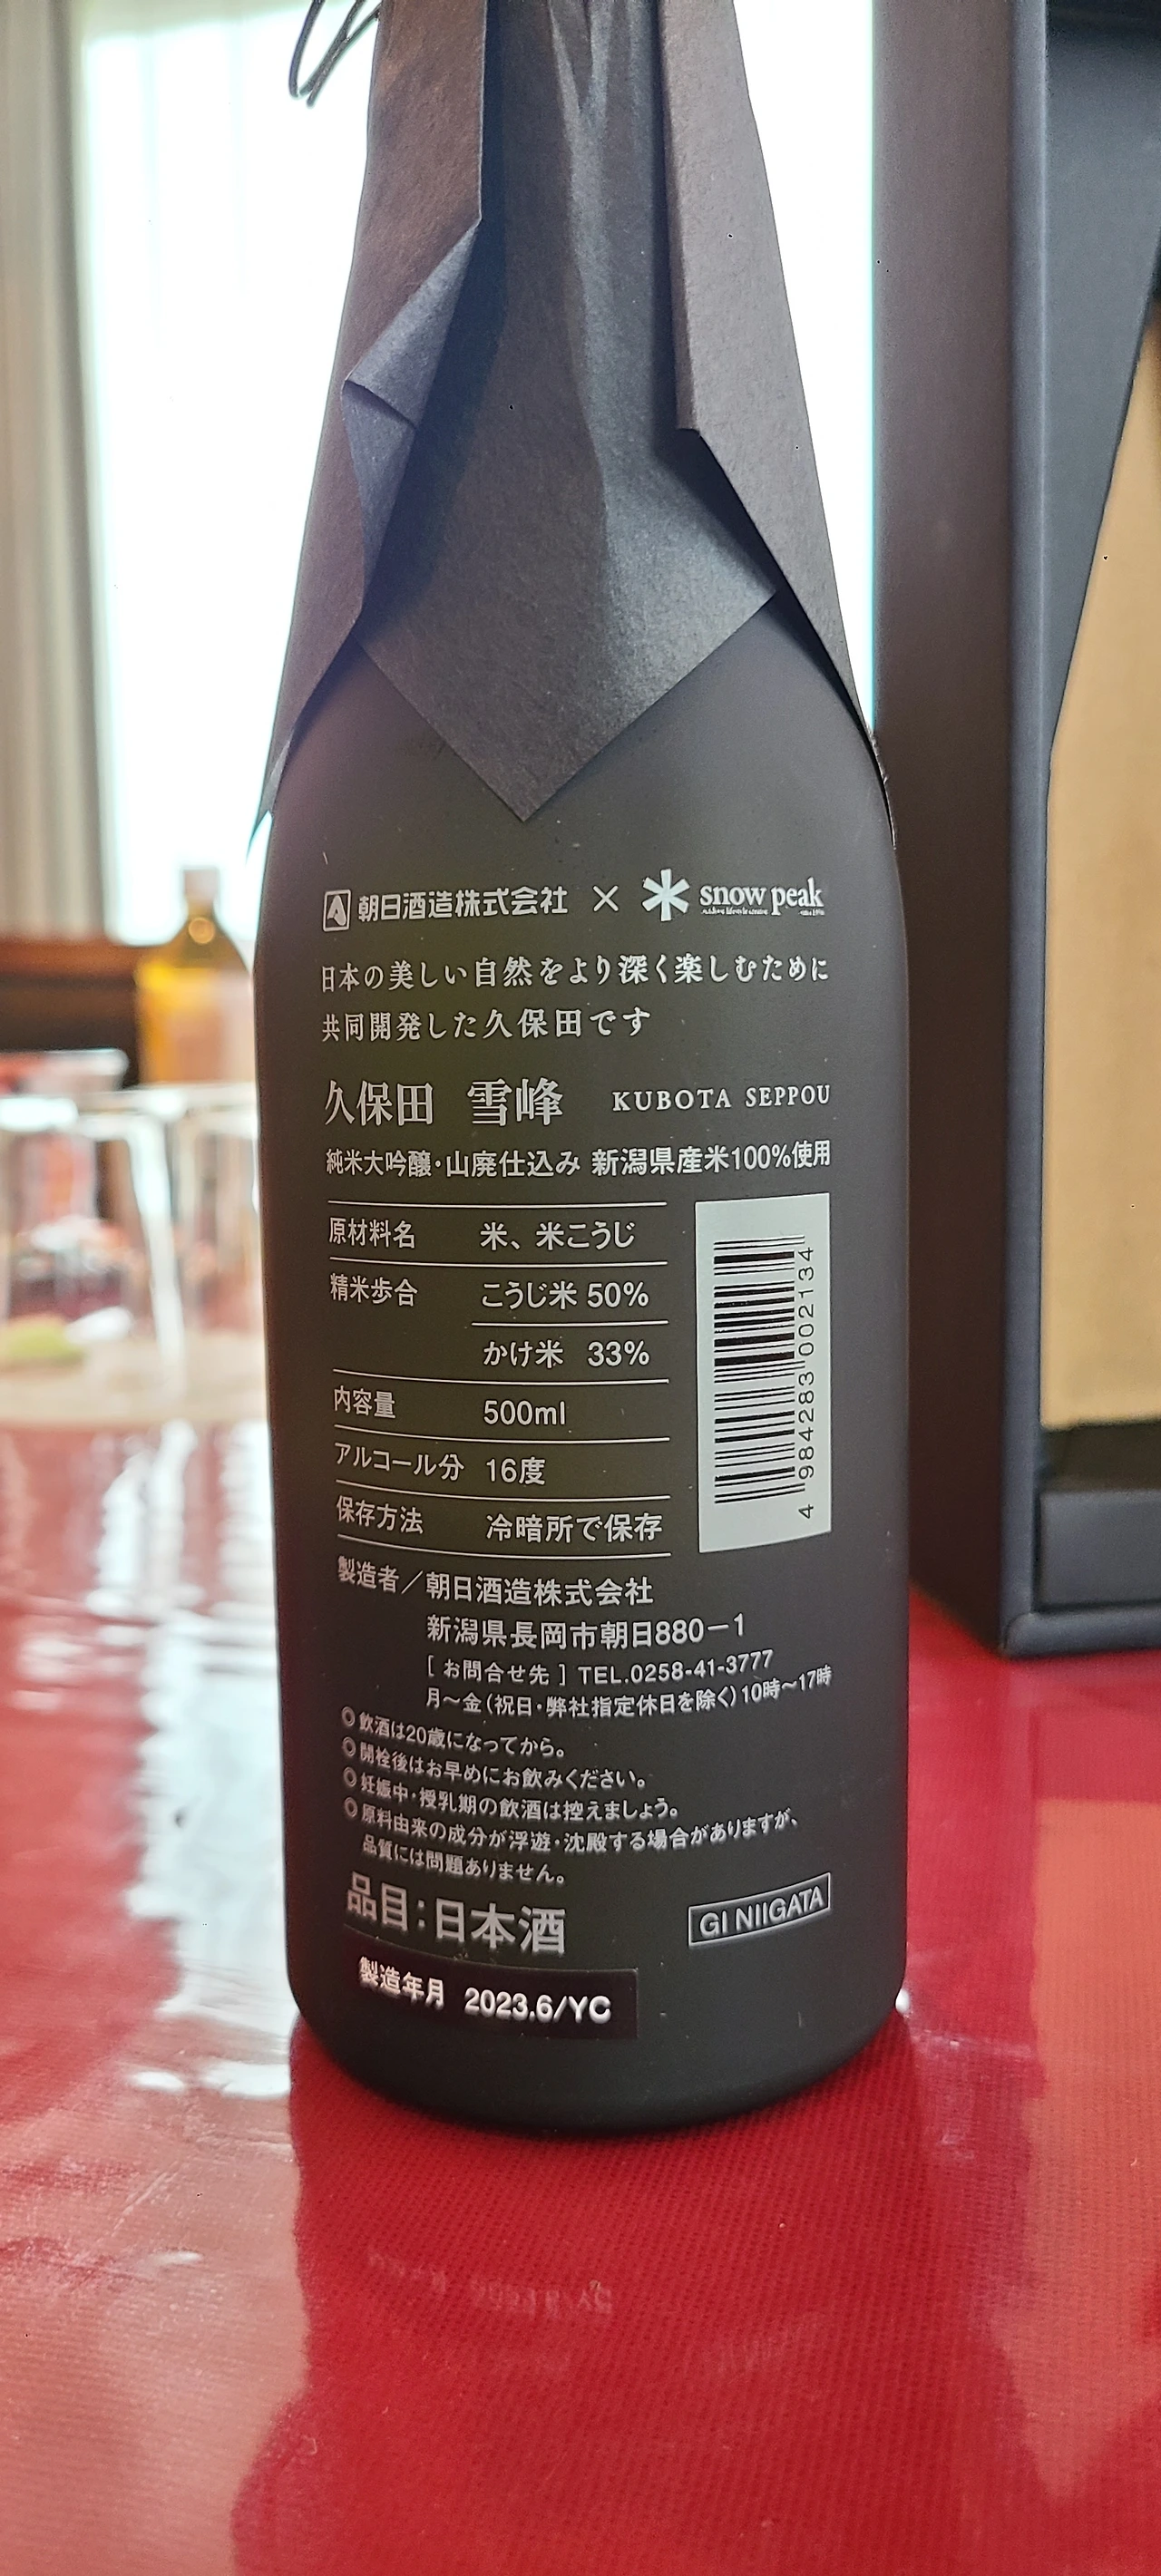 朝日酒造株式会社 × snow peak
日本の美しい自然をより深く楽しむために
共同開発した久保田です
久保田 雪峰 KUBOTA SEPPOU
純米大吟醸・山廃仕込み 新潟県産米100%使用
原材料名 米、米こうじ
精米歩合 こうじ米 50%
かけ米 33%
内容量 500ml
アルコール分 16度
保存方法 冷暗所で保存
4 984283 002134
製造者/朝日酒造株式会社
新潟県長岡市朝日880-1
[お問合せ先] TEL.0258-41-3777
月~金(祝日・弊社指定休日を除く)10時~17時
◎飲酒は20歳になってから。
◎開栓後はお早めにお飲みください。
◎妊娠中・授乳期の飲酒は控えましょう。
◎原料由来の成分が浮遊・沈殿する場合がありますが、
品質には問題ありません。
品目:日本酒
GI NIIGATA
製造年月 2023.6/YC